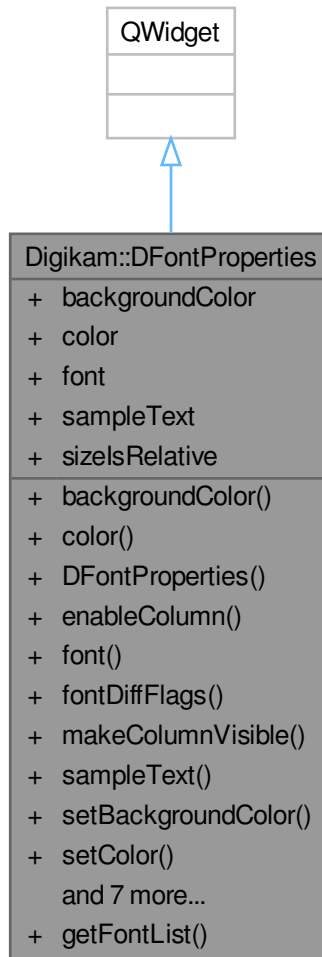 QWidget
Digikam::DFontProperties
+ backgroundColor
+ color
+ font
+ sampleText
+ sizeIsRelative
+ backgroundColor()
+ color()
+ DFontProperties()
+ enableColumn()
+ font()
+ fontDiffFlags()
+ makeColumnVisible()
+ sampleText()
+ setBackgroundColor()
+ setColor()
and 7 more...
+ getFontList()